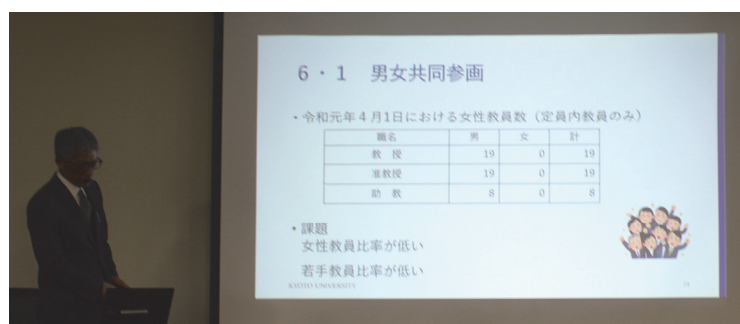 6・1 男女共同参画
・令和元年4月1日における女性教員数（定員内教員のみ）
職名 男 女 計
教 授 19 0 19
准教授 19 0 19
助 教 8 0 8
・課題
女性教員比率が低い
若手教員比率が低い
KYOTO UNIVERSITY